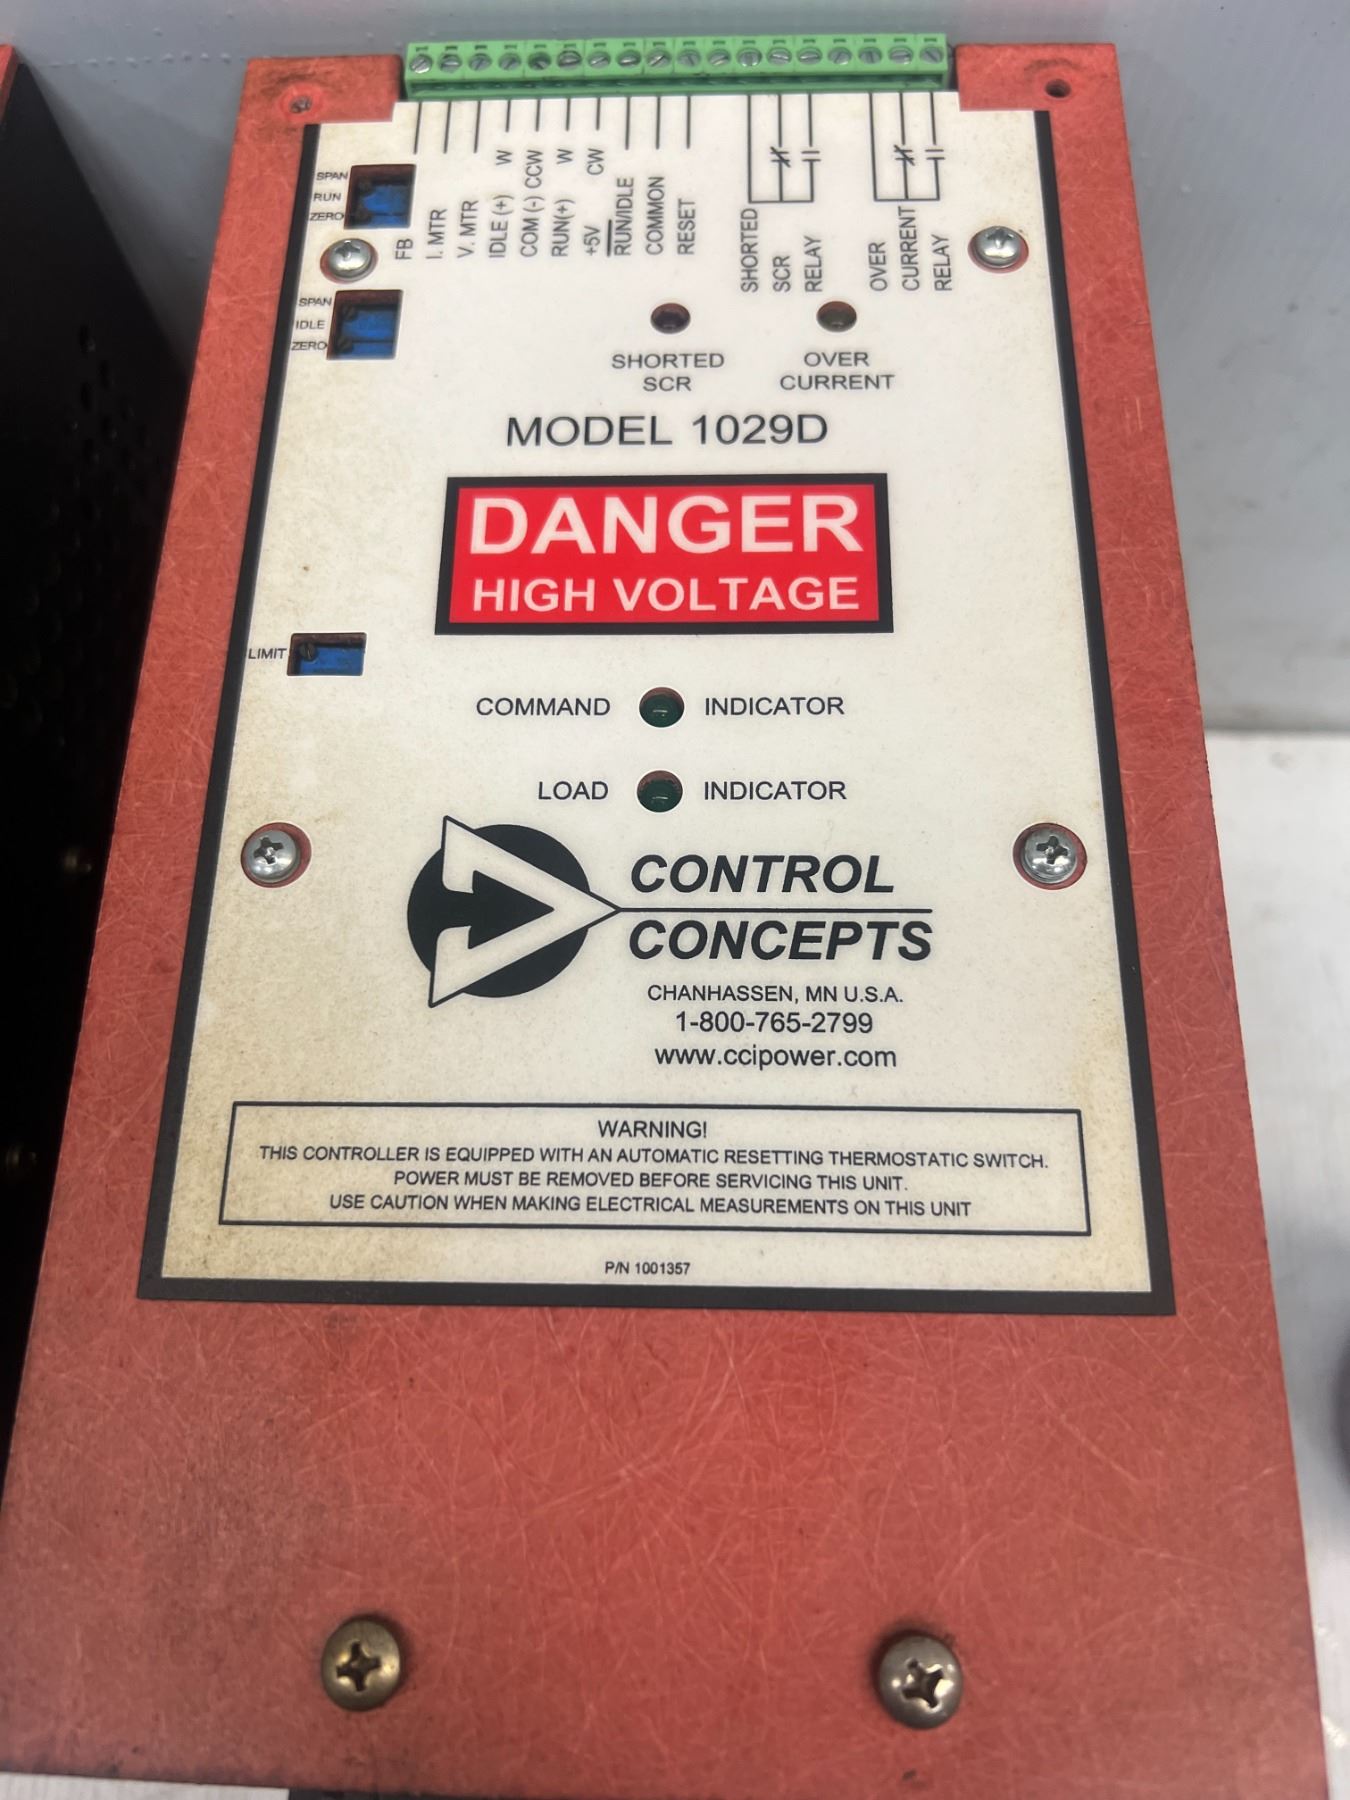 SPAN
RUN
ZERO
SPAN
IDLE
ZERO
FB
I. MTR
V. MTR
IDLE (+) W
COM (-) CCW
RUN(+) W
+5V CW
RUN/IDLE
COMMON
RESET
SHORTED
SCR
RELAY
OVER
CURRENT
RELAY
SHORTED
SCR
OVER
CURRENT
MODEL 1029D
DANGER
HIGH VOLTAGE
LIMIT
COMMAND INDICATOR
LOAD INDICATOR
CONTROL
CONCEPTS
CHANHASSEN, MN U.S.A.
1-800-765-2799
www.ccipower.com
WARNING!
THIS CONTROLLER IS EQUIPPED WITH AN AUTOMATIC RESETTING THERMOSTATIC SWITCH.
POWER MUST BE REMOVED BEFORE SERVICING THIS UNIT.
USE CAUTION WHEN MAKING ELECTRICAL MEASUREMENTS ON THIS UNIT
P/N 1001357